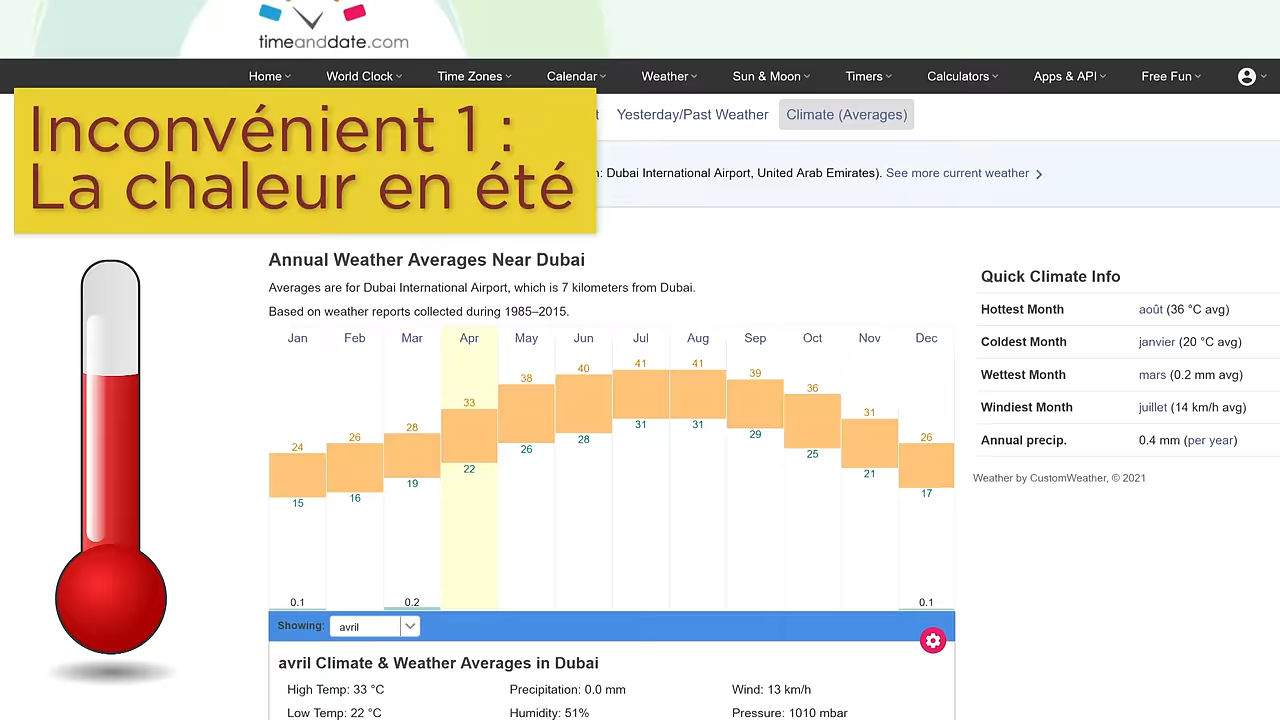 timeanddate.com
Home World Clock Time Zones Calendar Weather Sun & Moon Timers Calculators Apps & API Free Fun
Inconvénient 1 :
La chaleur en été
t Yesterday/Past Weather Climate (Averages)
n: Dubai International Airport, United Arab Emirates). See more current weather
Annual Weather Averages Near Dubai
Averages are for Dubai International Airport, which is 7 kilometers from Dubai.
Based on weather reports collected during 1985–2015.
Jan Feb Mar Apr May Jun Jul Aug Sep Oct Nov Dec
24 26 28 33 38 40 41 41 39 36 31 26
15 16 19 22 26 28 31 31 29 25 21 17
0.1 0.2 0.1
Showing: avril
avril Climate & Weather Averages in Dubai
High Temp: 33 °C Precipitation: 0.0 mm Wind: 13 km/h
Low Temp: 22 °C Humidity: 51% Pressure: 1010 mbar
Quick Climate Info
Hottest Month août (36 °C avg)
Coldest Month janvier (20 °C avg)
Wettest Month mars (0.2 mm avg)
Windiest Month juillet (14 km/h avg)
Annual precip. 0.4 mm (per year)
Weather by CustomWeather, © 2021